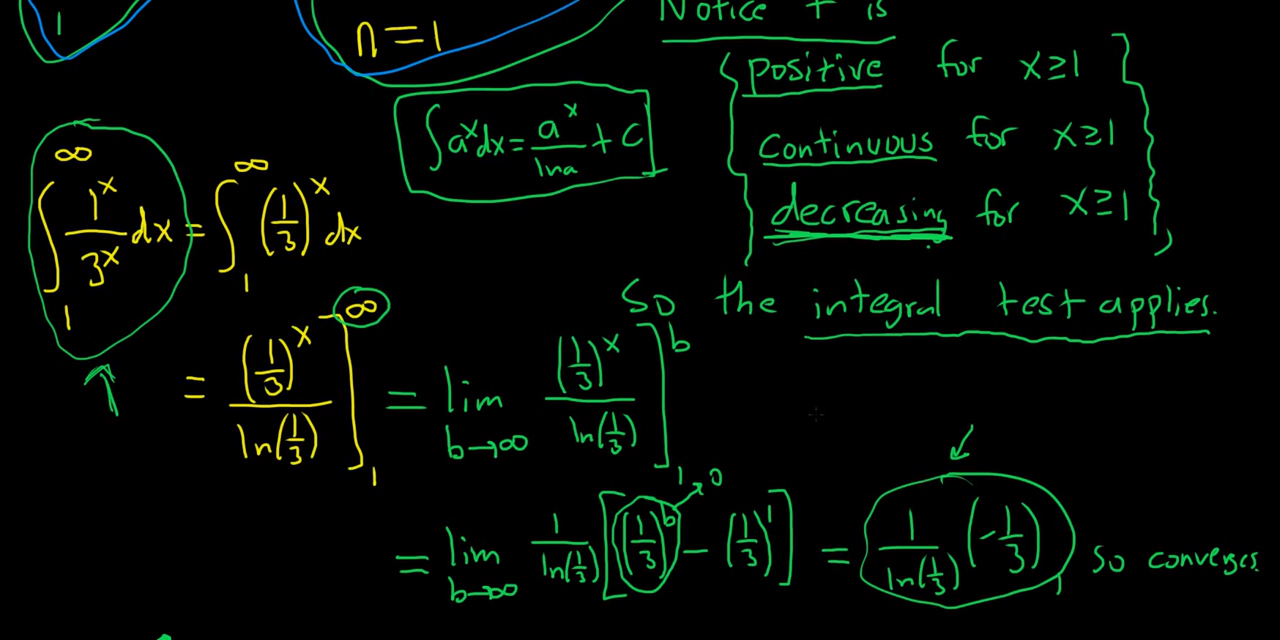 1
n = 1
Notice f is
positive for x ≥ 1
continuous for x ≥ 1
decreasing for x ≥ 1,
∫a^x dx = a^x / ln a + C
∫_1^∞ 1^x / 3^x dx = ∫_1^∞ (1/3)^x dx
So the integral test applies.
= (1/3)^x / ln(1/3) ]_1^∞ = lim b→∞ (1/3)^x / ln(1/3) ]_1^b
= lim b→∞ 1 / ln(1/3) [(1/3)^b → 0 − (1/3)^1] = 1 / ln(1/3) (−1/3), so converges.